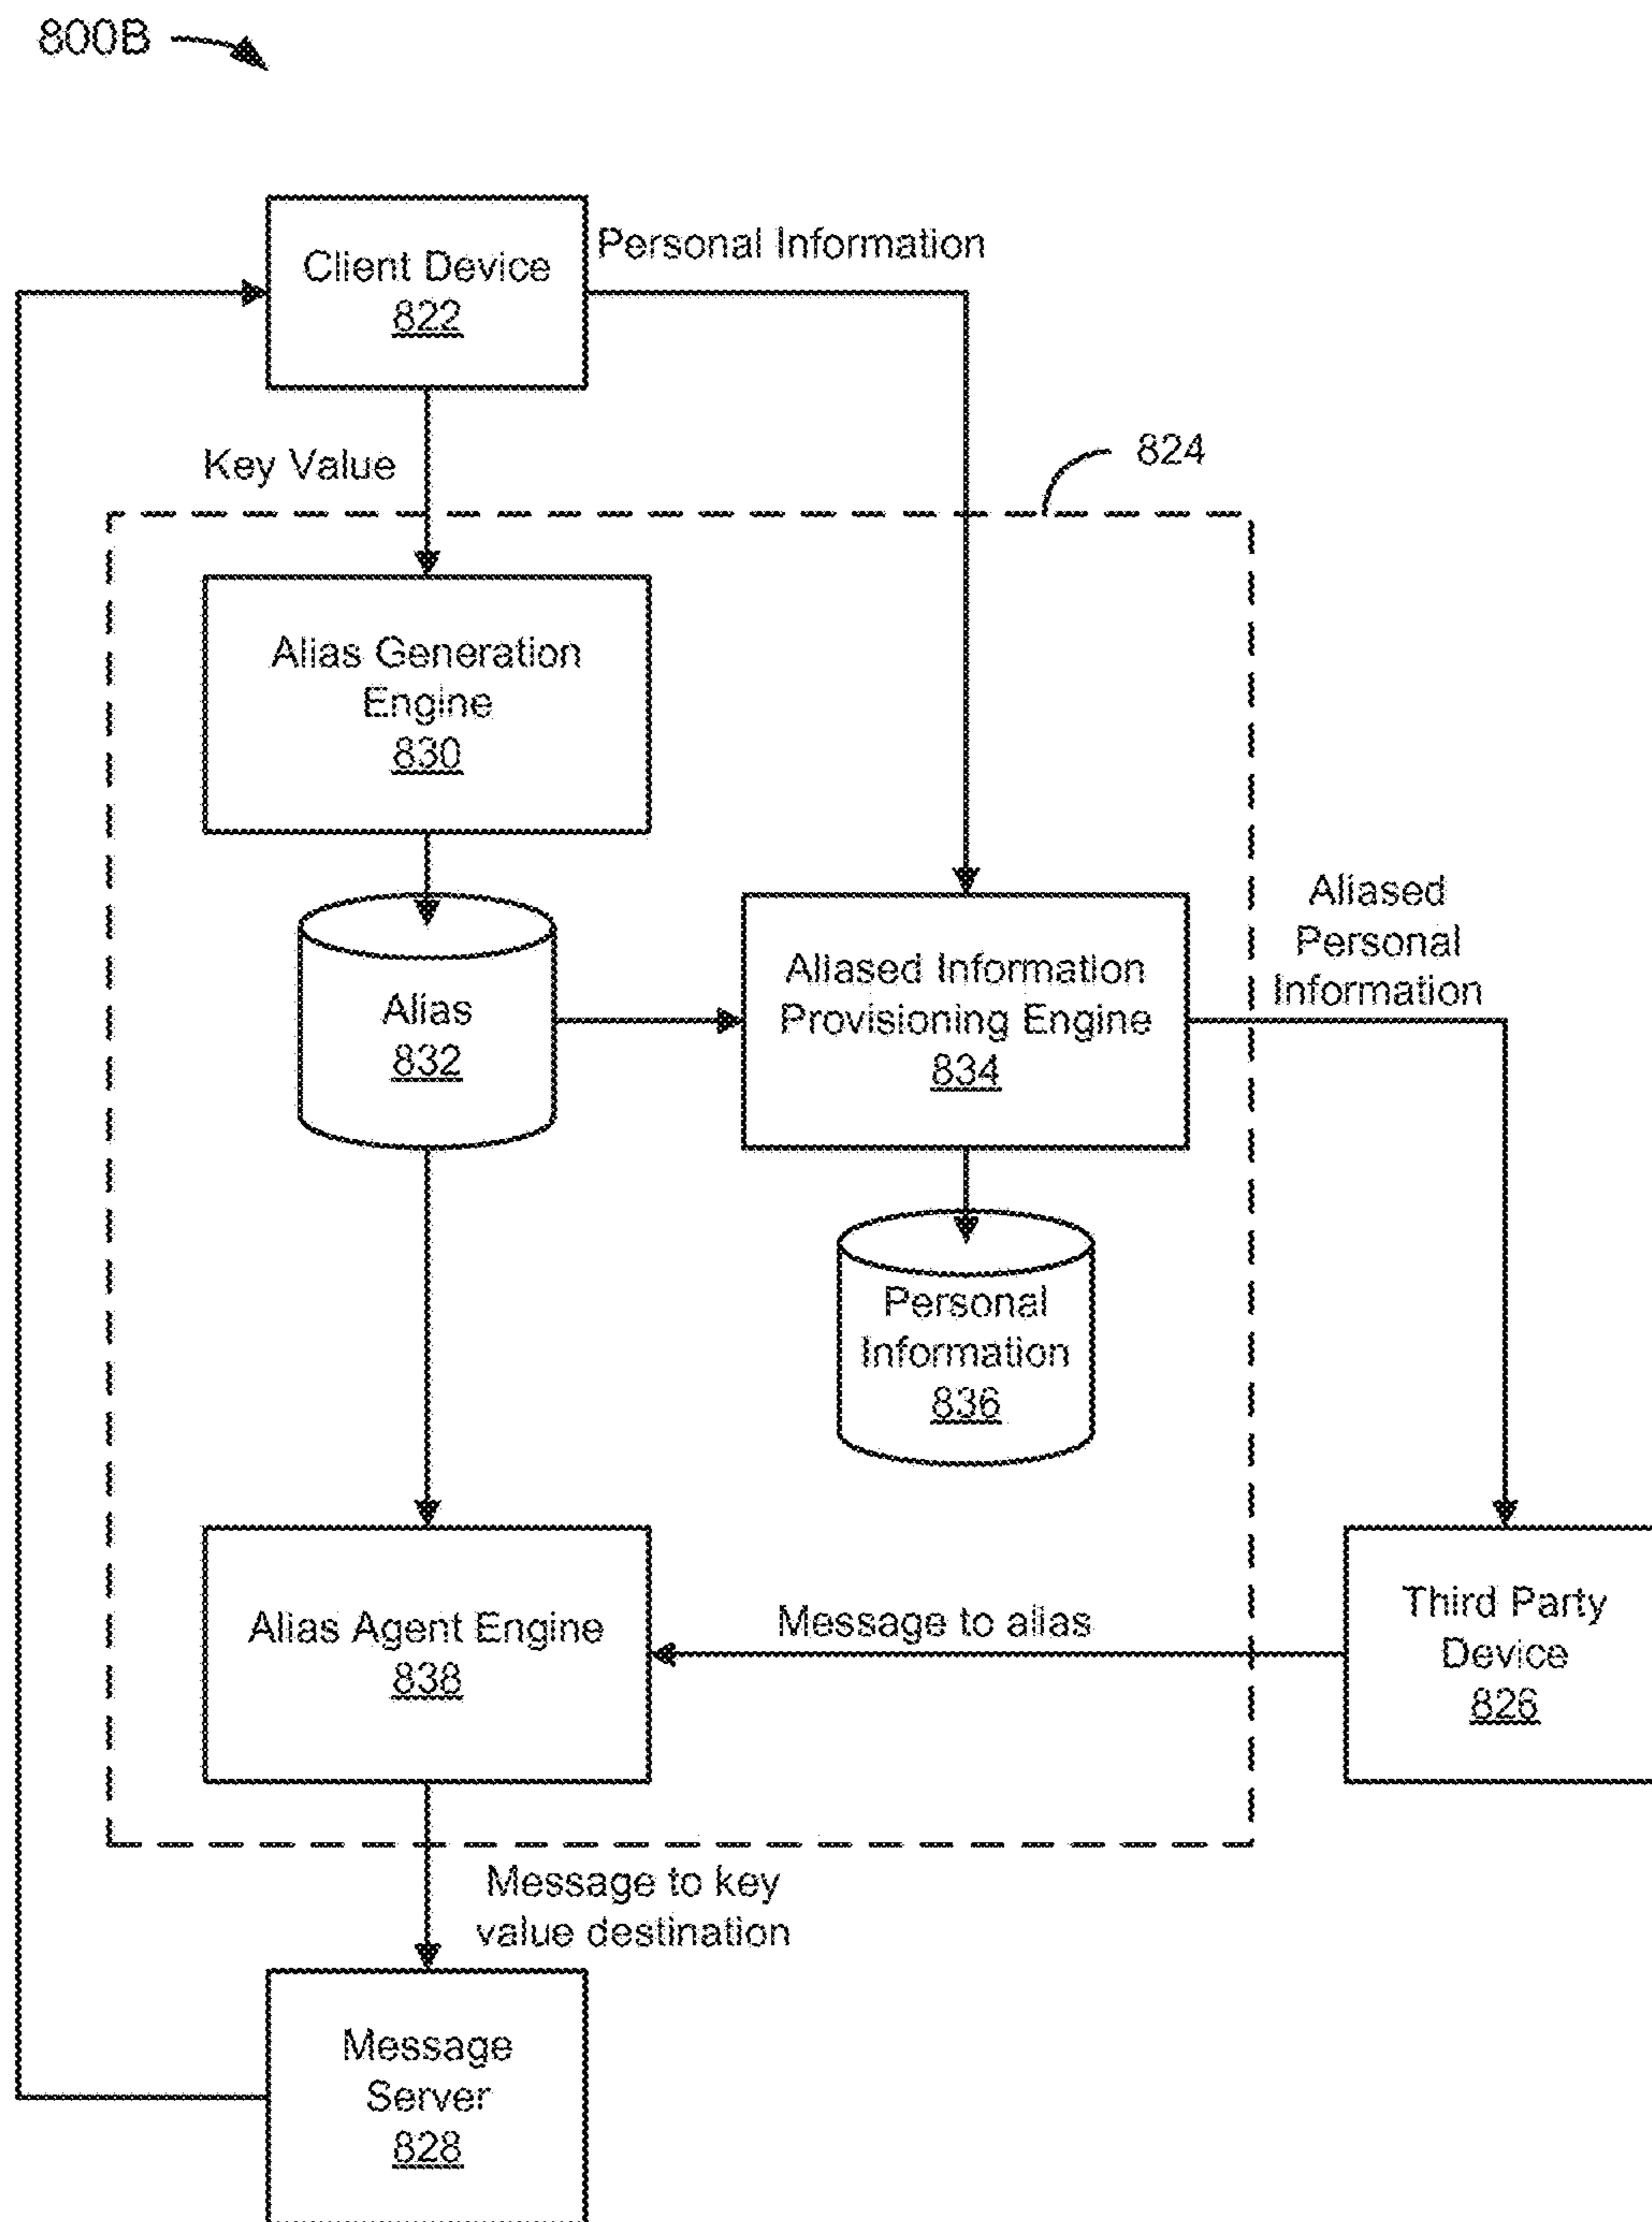 800B
Client Device
822
Personal Information
Key Value
824
Alias Generation
Engine
830
Alias
832
Aliased Information
Provisioning Engine
834
Aliased
Personal
Information
Personal
Information
836
Alias Agent Engine
838
Message to alias
Third Party
Device
826
Message to key
value destination
Message
Server
828